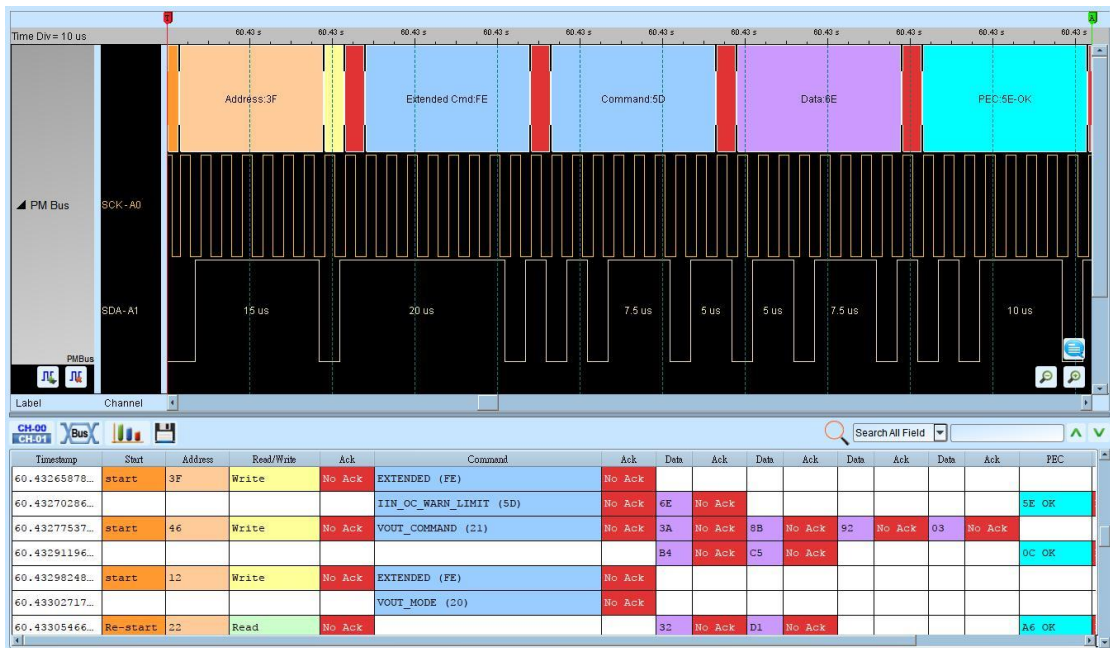 T A
Time Div = 10 us 60.43 s 60.43 s 60.43 s 60.43 s 60.43 s 60.43 s 60.43 s 60.43 s 60.43 s 60.43 s 60.43 s
Address:3F Extended Cmd:FE Command:5D Data:6E PEC:5E-OK
PM Bus SCK-A0
SDA-A1 15 us 20 us 7.5 us 5 us 5 us 7.5 us 10 us
PMBus
Label Channel
CH-00
CH-01 Bus Search All Field
Timestamp Start Address Read/Write Ack Command Ack Data Ack Data Ack Data Ack Data Ack PEC
60.43265878... start 3F Write No Ack EXTENDED (FE) No Ack
60.43270286... IIN_OC_WARN_LIMIT (5D) No Ack 6E No Ack 5E OK
60.43277537... start 46 Write No Ack VOUT_COMMAND (21) No Ack 3A No Ack 8B No Ack 92 No Ack 03 No Ack
60.43291196... B4 No Ack C5 No Ack 0C OK
60.43298248... start 12 Write No Ack EXTENDED (FE) No Ack
60.43302717... VOUT_MODE (20) No Ack
60.43305466... Re-start 22 Read No Ack 32 No Ack D1 No Ack A6 OK